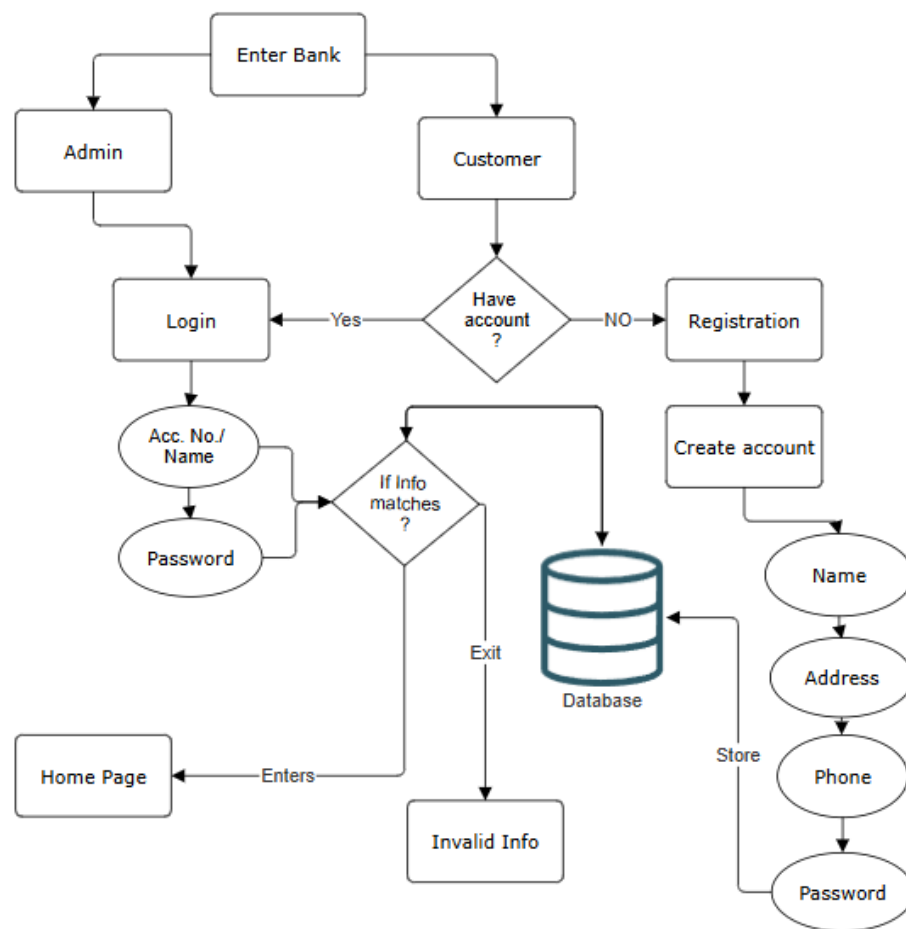 Enter Bank
Admin
Customer
Have
account
?
Yes
NO
Login
Registration
Acc. No./
Name
If Info
matches
?
Create account
Password
Name
Exit
Database
Address
Store
Home Page
Enters
Phone
Invalid Info
Password